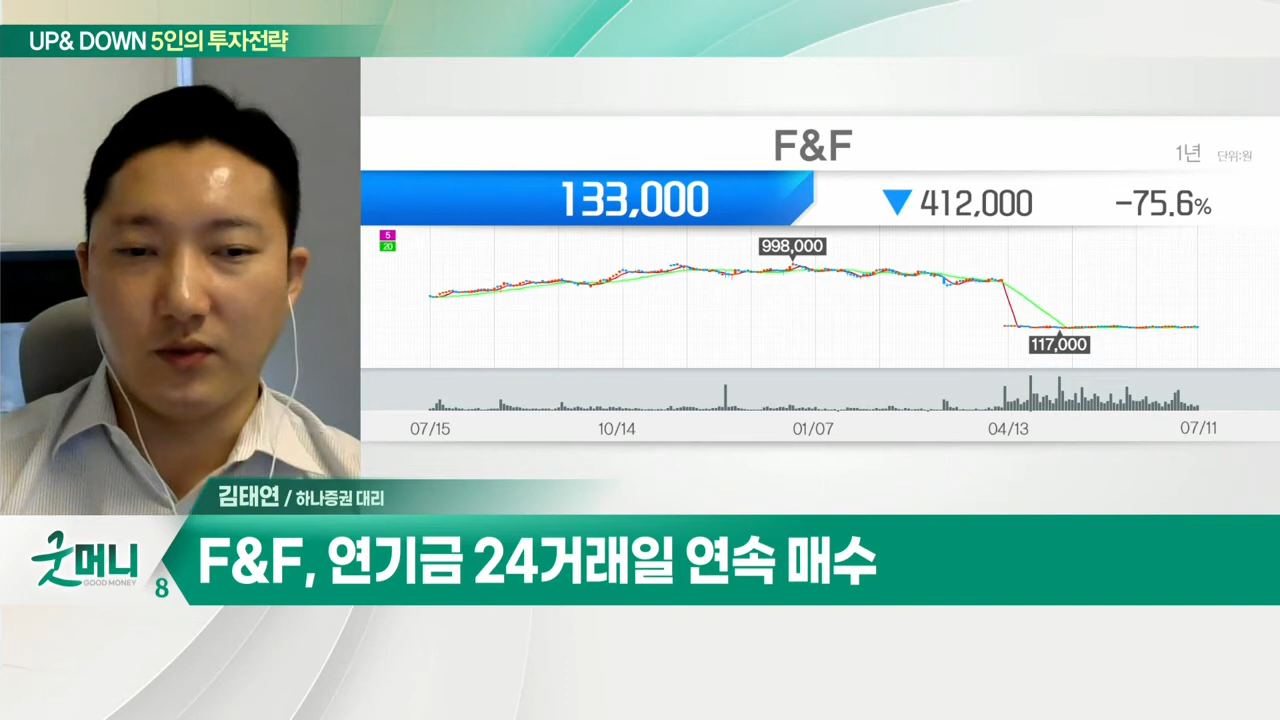 UP& DOWN 5인의 투자전략
F&F
1년 단위:원
133,000 ▼412,000 -75.6%
5
20
998,000
117,000
07/15 10/14 01/07 04/13 07/11
김태연 / 하나증권 대리
굿머니
GOOD MONEY
8
F&F, 연기금 24거래일 연속 매수